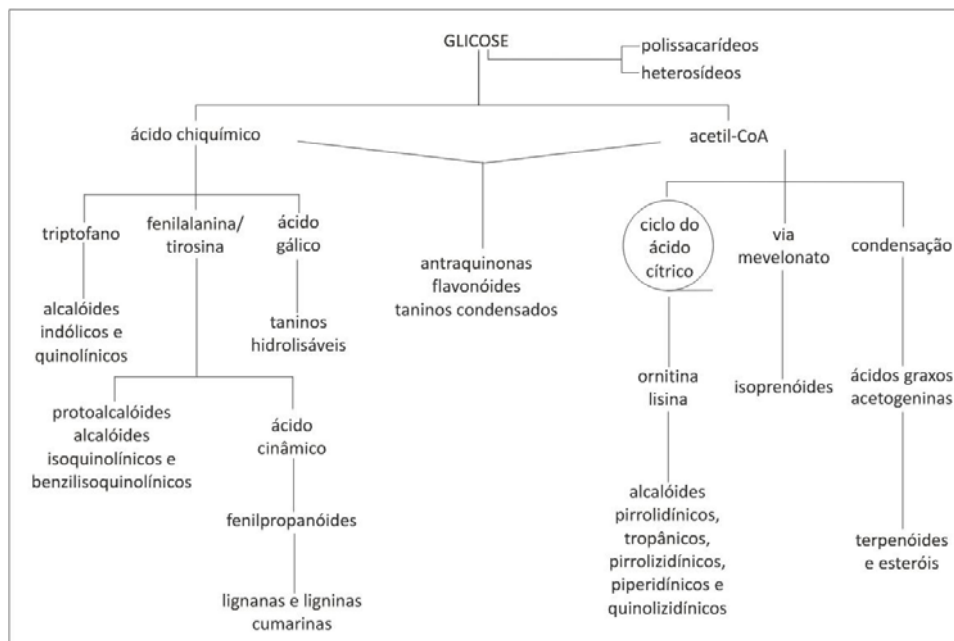 GLICOSE
polissacarídeos
heterosídeos
ácido chiquímico
acetil-CoA
triptofano
fenilalanina/
tirosina
ácido
gálico
antraquinonas
flavonóides
taninos condensados
ciclo do
ácido
cítrico
via
mevelonato
condensação
alcalóides
indólicos e
quinolínicos
taninos
hidrolisáveis
ornitina
lisina
isoprenóides
ácidos graxos
acetogeninas
protoalcalóides
alcalóides
isoquinolínicos e
benzilisoquinolínicos
ácido
cinâmico
fenilpropanóides
lignanas e ligninas
cumarinas
alcalóides
pirrolidínicos,
tropânicos,
pirrolizidínicos,
piperidínicos e
quinolizidínicos
terpenóides
e esteróis